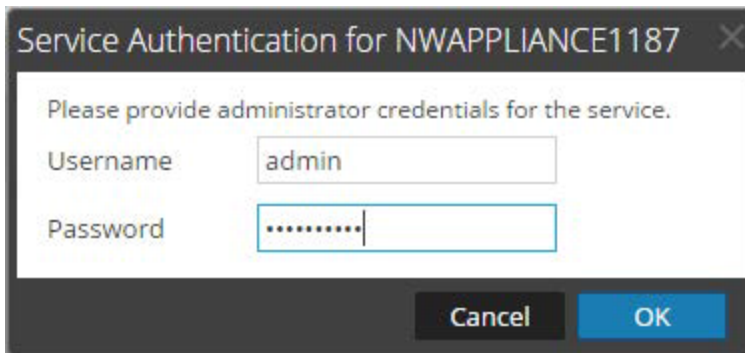 Service Authentication for NWAPPLIANCE1187
Please provide administrator credentials for the service.
Username admin
Password ••••••••••
Cancel OK